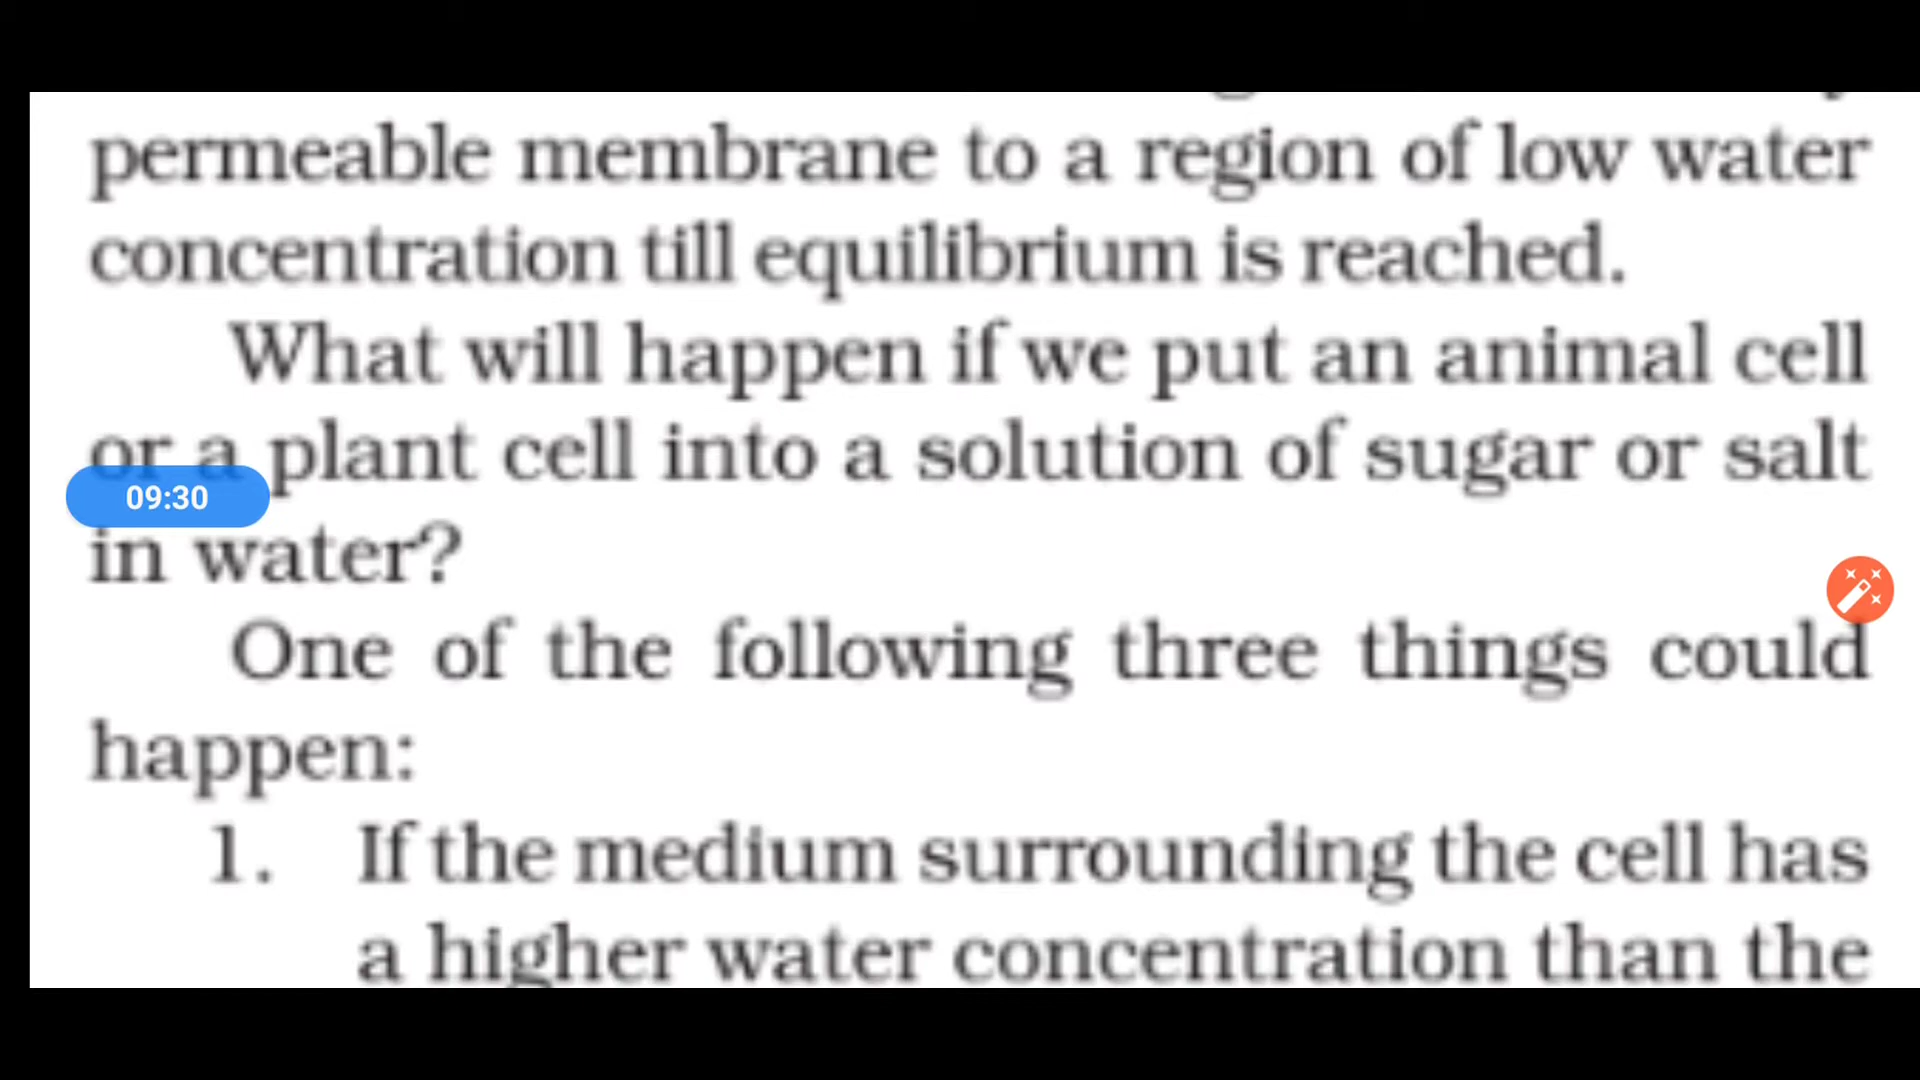 permeable membrane to a region of low water
concentration till equilibrium is reached.
What will happen if we put an animal cell
or a plant cell into a solution of sugar or salt
09:30
in water?
One of the following three things could
happen:
1. If the medium surrounding the cell has
a higher water concentration than the